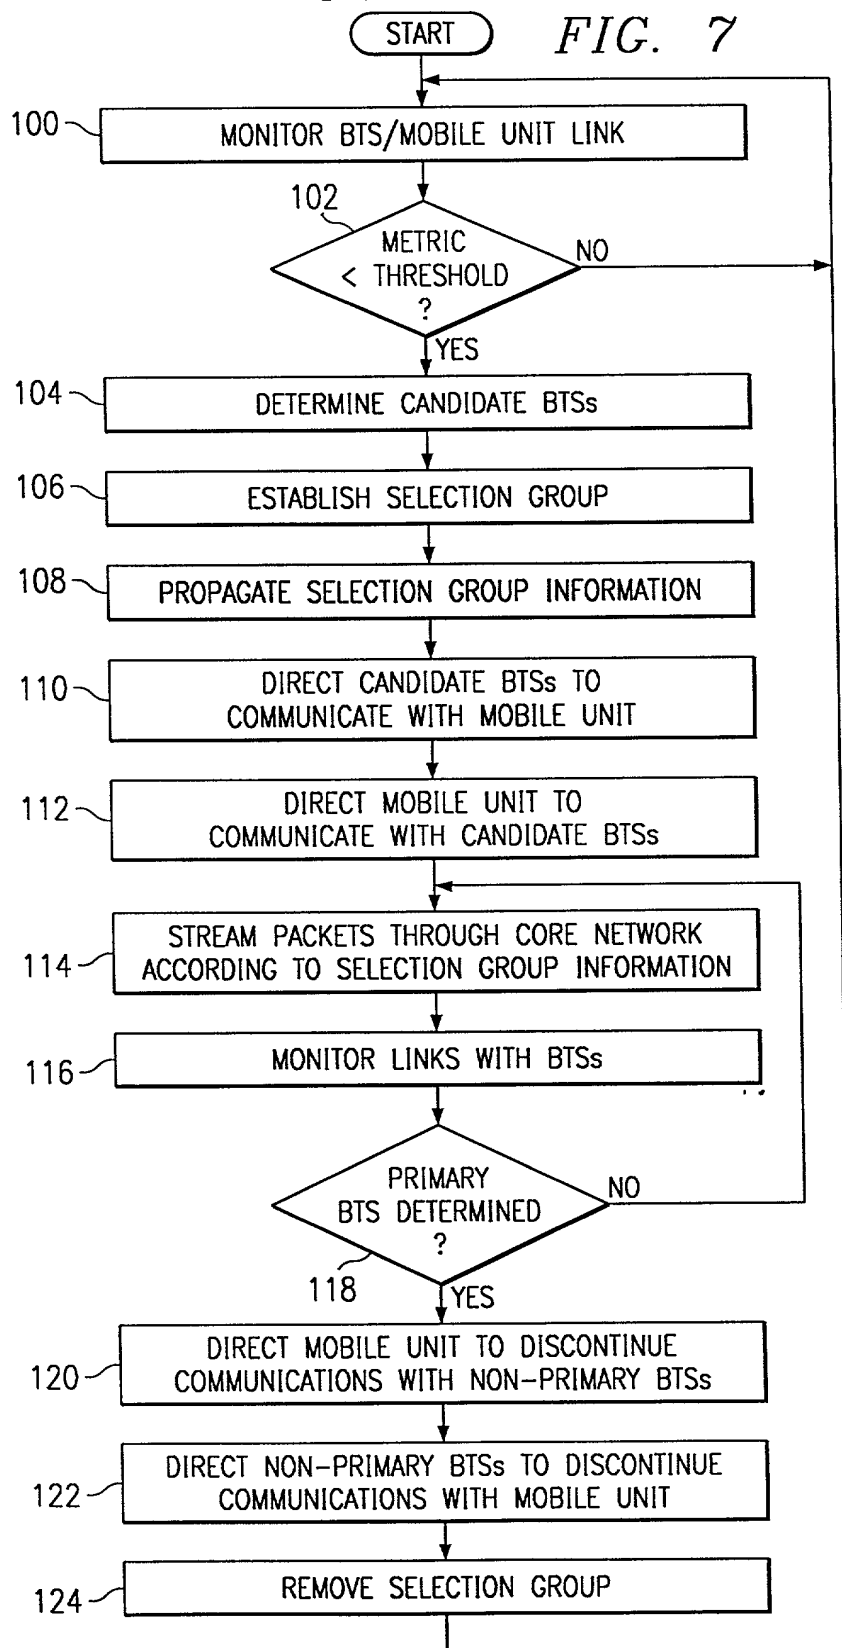 START
FIG. 7
100
MONITOR BTS/MOBILE UNIT LINK
102
METRIC
< THRESHOLD
?
NO
YES
104
DETERMINE CANDIDATE BTSs
106
ESTABLISH SELECTION GROUP
108
PROPAGATE SELECTION GROUP INFORMATION
110
DIRECT CANDIDATE BTSs TO
COMMUNICATE WITH MOBILE UNIT
112
DIRECT MOBILE UNIT TO
COMMUNICATE WITH CANDIDATE BTSs
114
STREAM PACKETS THROUGH CORE NETWORK
ACCORDING TO SELECTION GROUP INFORMATION
116
MONITOR LINKS WITH BTSs
PRIMARY
BTS DETERMINED
?
NO
118
YES
120
DIRECT MOBILE UNIT TO DISCONTINUE
COMMUNICATIONS WITH NON-PRIMARY BTSs
122
DIRECT NON-PRIMARY BTSs TO DISCONTINUE
COMMUNICATIONS WITH MOBILE UNIT
124
REMOVE SELECTION GROUP